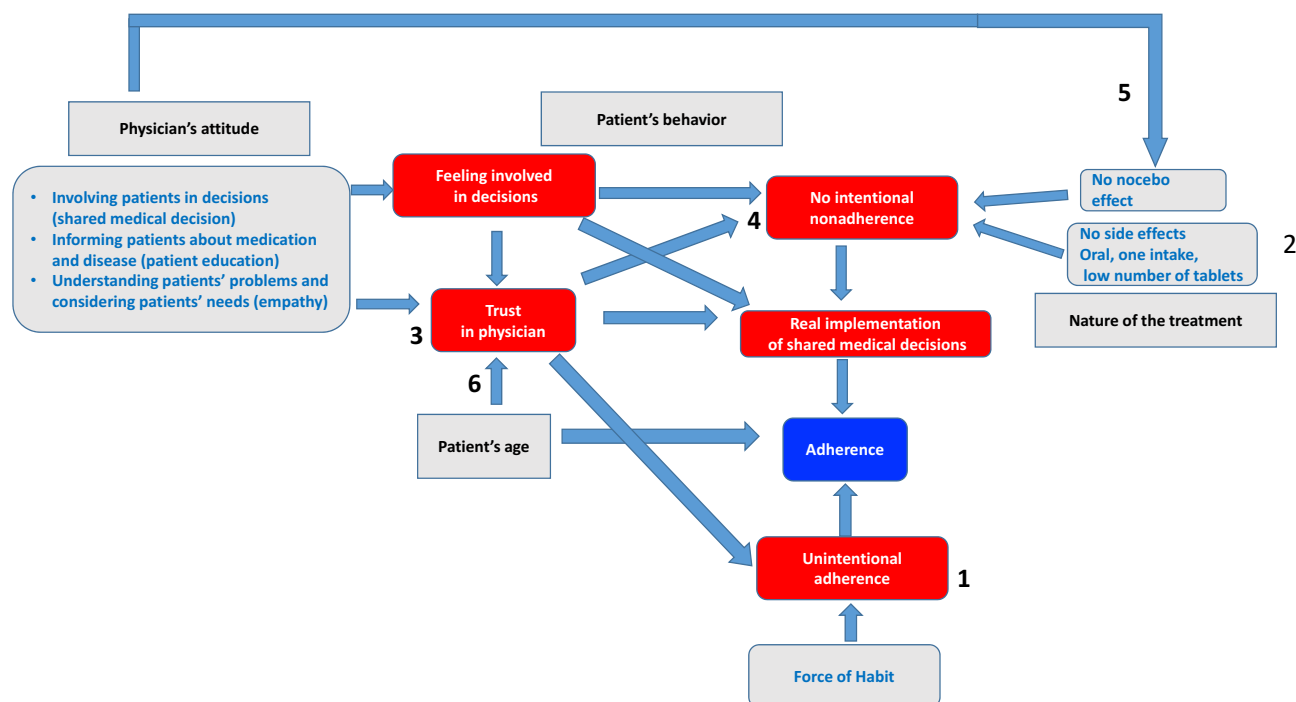 5
Physician’s attitude
Patient’s behavior
• Involving patients in decisions
(shared medical decision)
• Informing patients about medication
and disease (patient education)
• Understanding patients’ problems and
considering patients’ needs (empathy)
Feeling involved
in decisions
No intentional
nonadherence
4
No nocebo
effect
No side effects
Oral, one intake,
low number of tablets
2
Nature of the treatment
Trust
in physician
3
Real implementation
of shared medical decisions
6
Patient’s age
Adherence
Unintentional
adherence
1
Force of Habit